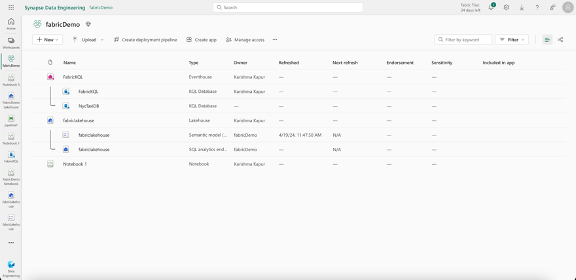 Synapse Data Engineering fabricDemo
Search
Fabric Trial:
24 days left
fabricDemo
+ New
Upload
Create deployment pipeline
Create app
Manage access
Filter by keyword
Filter
Name Type Owner Refreshed Next refresh Endorsement Sensitivity Included in app
FabricKQL Eventhouse Karishma Kapur — — — —
FabricKQL KQL Database Karishma Kapur — — — —
NycTaxiDB KQL Database — — — — —
fabriclakehouse Lakehouse Karishma Kapur — — — —
fabriclakehouse Semantic model (... fabricDemo 4/19/24, 11:47:50 AM N/A — —
fabriclakehouse SQL analytics end... fabricDemo — N/A — —
Notebook 1 Notebook Karishma Kapur — — — —
Home
Workspaces
fabricDemo
Notebook 1
FabricKQL
Data
Engineering